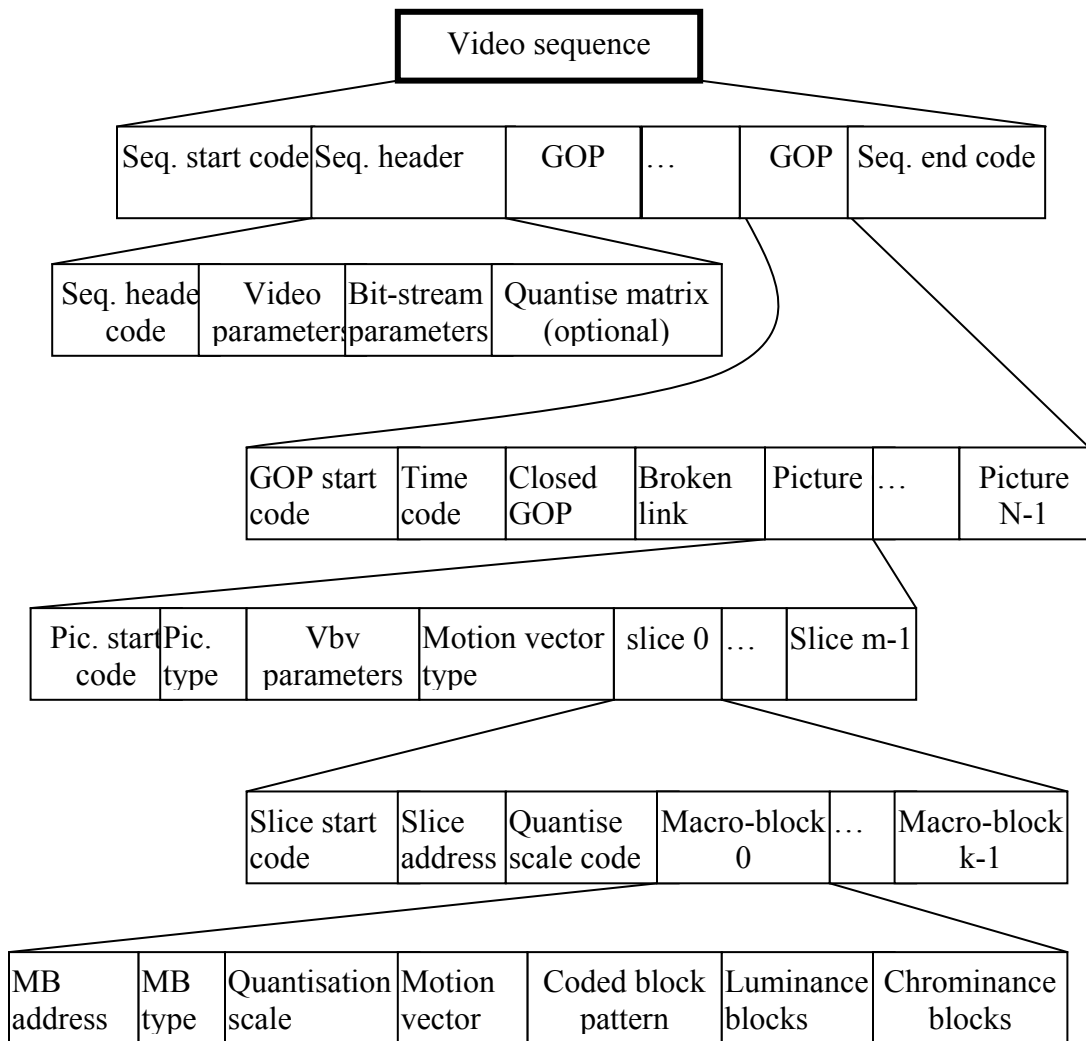 Video sequence
Seq. start code Seq. header GOP … GOP Seq. end code
Seq. heade Video Bit-stream Quantise matrix
code parameters parameters (optional)
GOP start Time Closed Broken Picture … Picture
code code GOP link N-1
Pic. start Pic. Vbv Motion vector slice 0 … Slice m-1
code type parameters type
Slice start Slice Quantise Macro-block … Macro-block
code address scale code 0 k-1
MB MB Quantisation Motion Coded block Luminance Chrominance
address type scale vector pattern blocks blocks